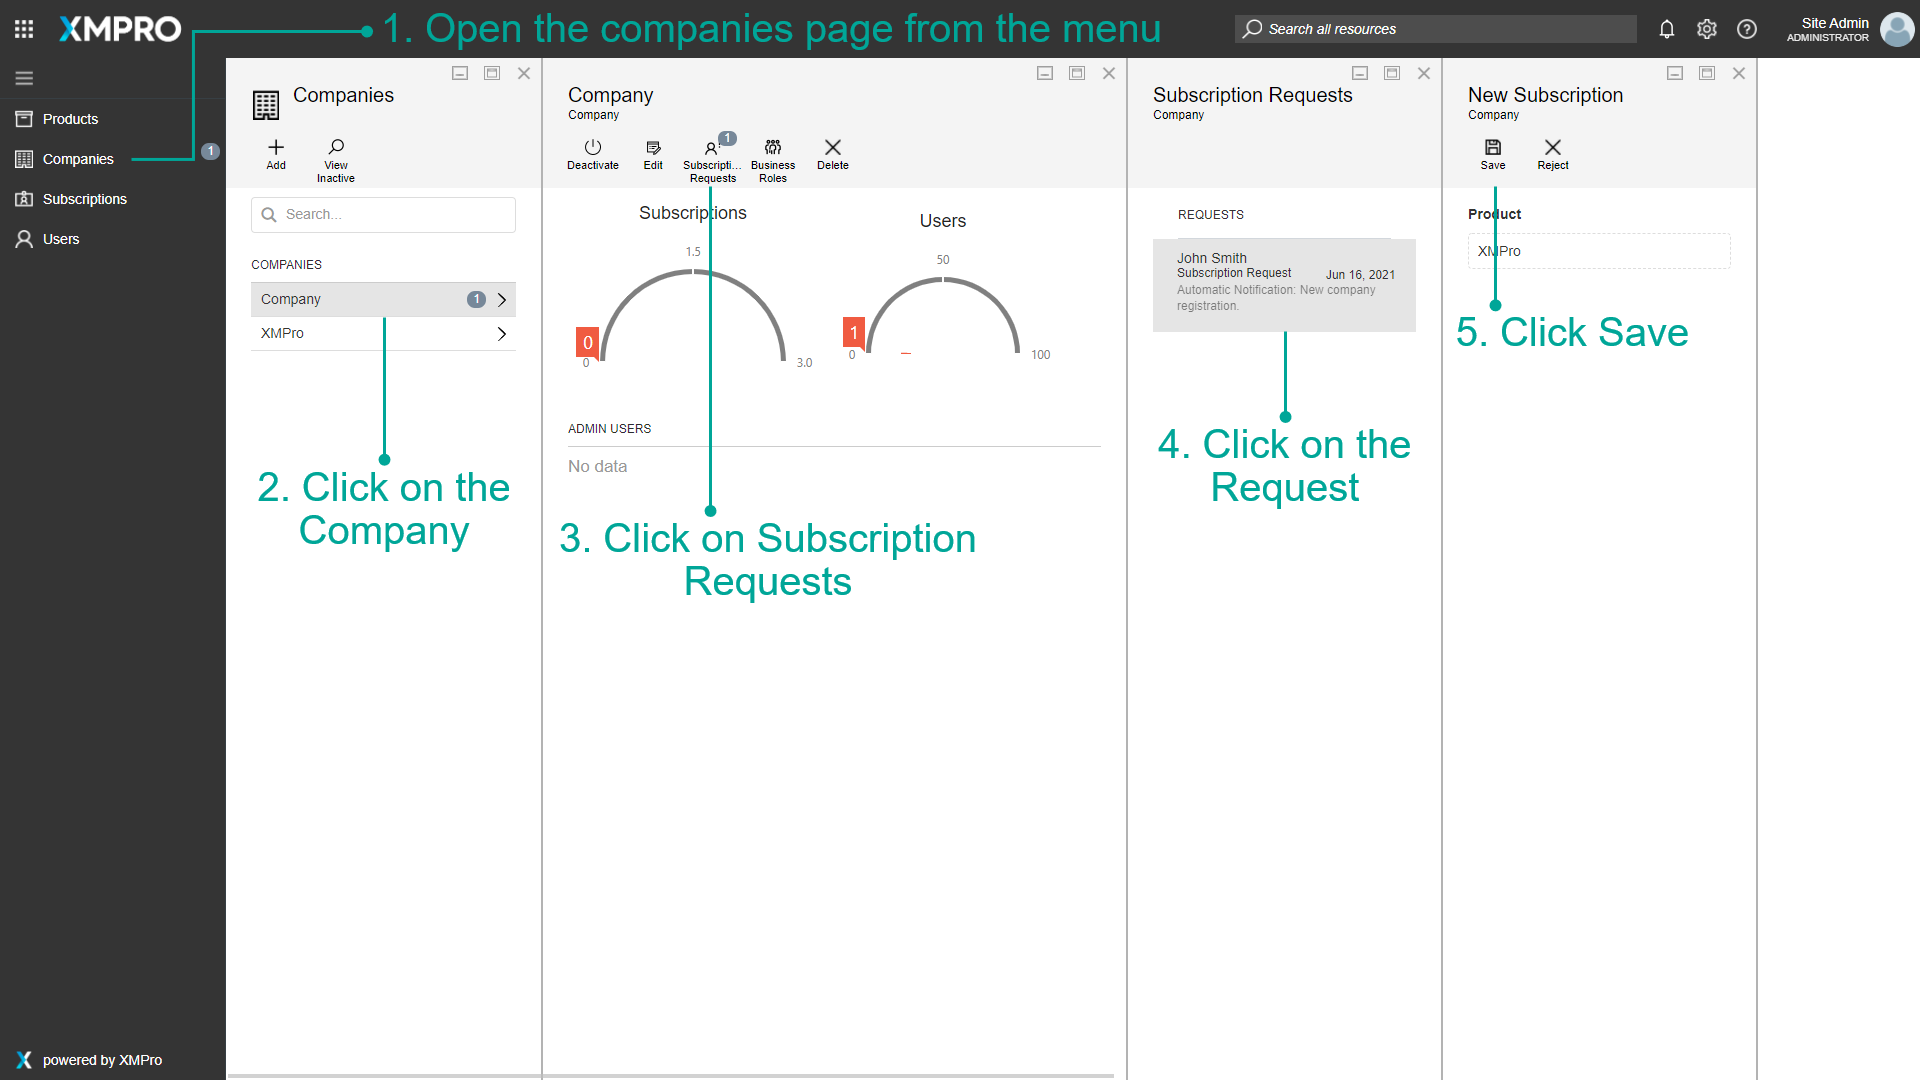 XMPRO
1. Open the companies page from the menu
Search all resources
Site Admin
ADMINISTRATOR
Products
Companies
1
Subscriptions
Users
powered by XMPro
Companies
Add
View
Inactive
Search...
COMPANIES
Company
1
XMPro
2. Click on the
Company
Company
Company
Deactivate
Edit
1
Subscripti...
Requests
Business
Roles
Delete
Subscriptions
1.5
0
0
3.0
Users
50
1
0
100
ADMIN USERS
No data
3. Click on Subscription
Requests
Subscription Requests
Company
REQUESTS
John Smith
Subscription Request
Jun 16, 2021
Automatic Notification: New company
registration.
4. Click on the
Request
New Subscription
Company
Save
Reject
Product
XMPro
5. Click Save